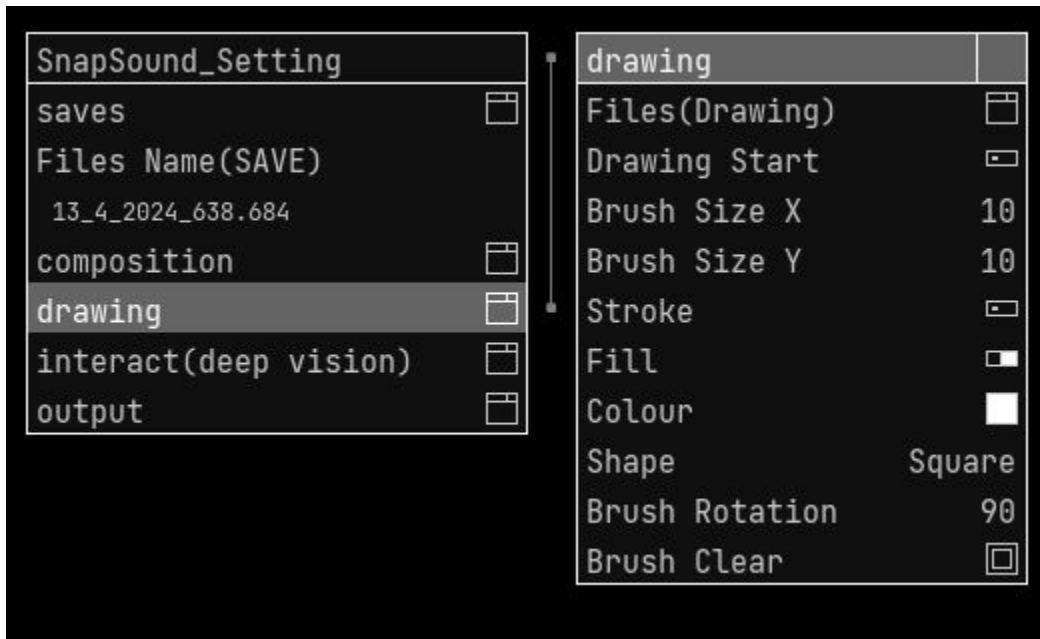 SnapSound_Setting
saves
Files Name(SAVE)
13_4_2024_638.684
composition
drawing
interact(deep vision)
output
drawing
Files(Drawing)
Drawing Start
Brush Size X 10
Brush Size Y 10
Stroke
Fill
Colour
Shape Square
Brush Rotation 90
Brush Clear